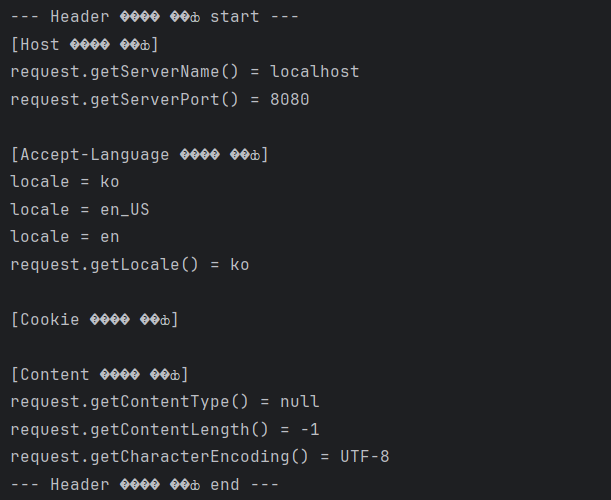 --- Header ���� ��ȸ start ---
[Host ���� ��ȸ]
request.getServerName() = localhost
request.getServerPort() = 8080
[Accept-Language ���� ��ȸ]
locale = ko
locale = en_US
locale = en
request.getLocale() = ko
[Cookie ���� ��ȸ]
[Content ���� ��ȸ]
request.getContentType() = null
request.getContentLength() = -1
request.getCharacterEncoding() = UTF-8
--- Header ���� ��ȸ end ---